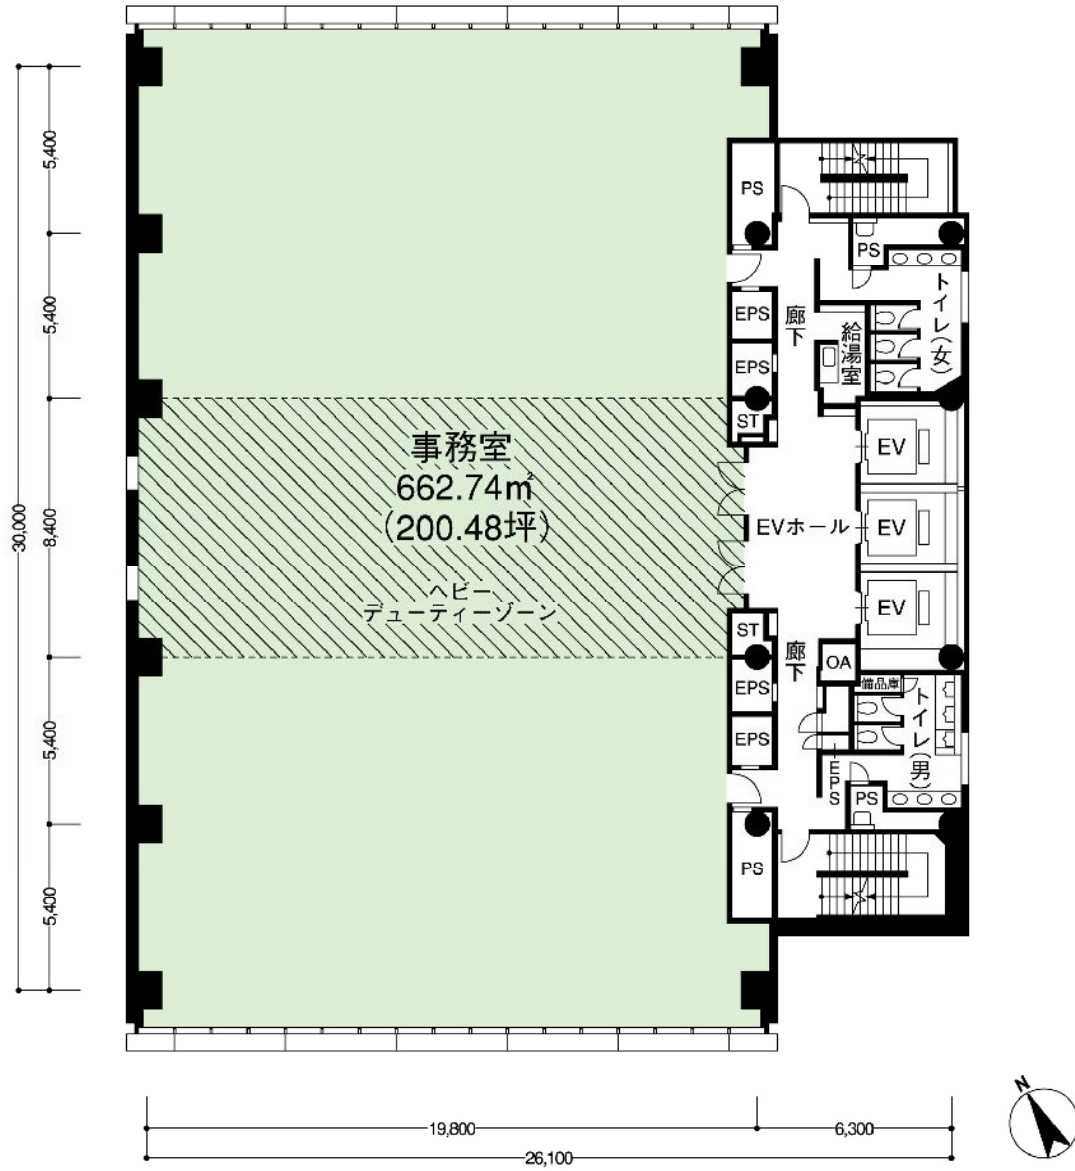 5,400
5,400
8,400
5,400
5,400
30,000
PS
PS
EPS
EPS
ST
廊下
給湯室
トイレ(女)
事務室
662.74㎡
(200.48坪)
ヘビー
デューティーゾーン
EVホール
EV
EV
EV
ST
EPS
EPS
廊下
OA
備品庫
トイレ(男)
EPS
PS
PS
N
19,800
6,300
26,100